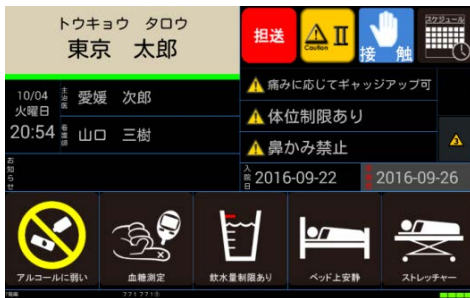 トウキョウ タロウ
東京 太郎
担送
Caution
II
接 触
スケジュール
痛みに応じてギャッジアップ可
10/04
火曜日
主治医
愛媛 次郎
体位制限あり
20:54
看護師
山口 三樹
鼻かみ禁止
お知らせ
入院日
2016-09-22
2016-09-26
アルコールに弱い
血糖測定
飲水量制限あり
ベッド上安静
ストレッチャー